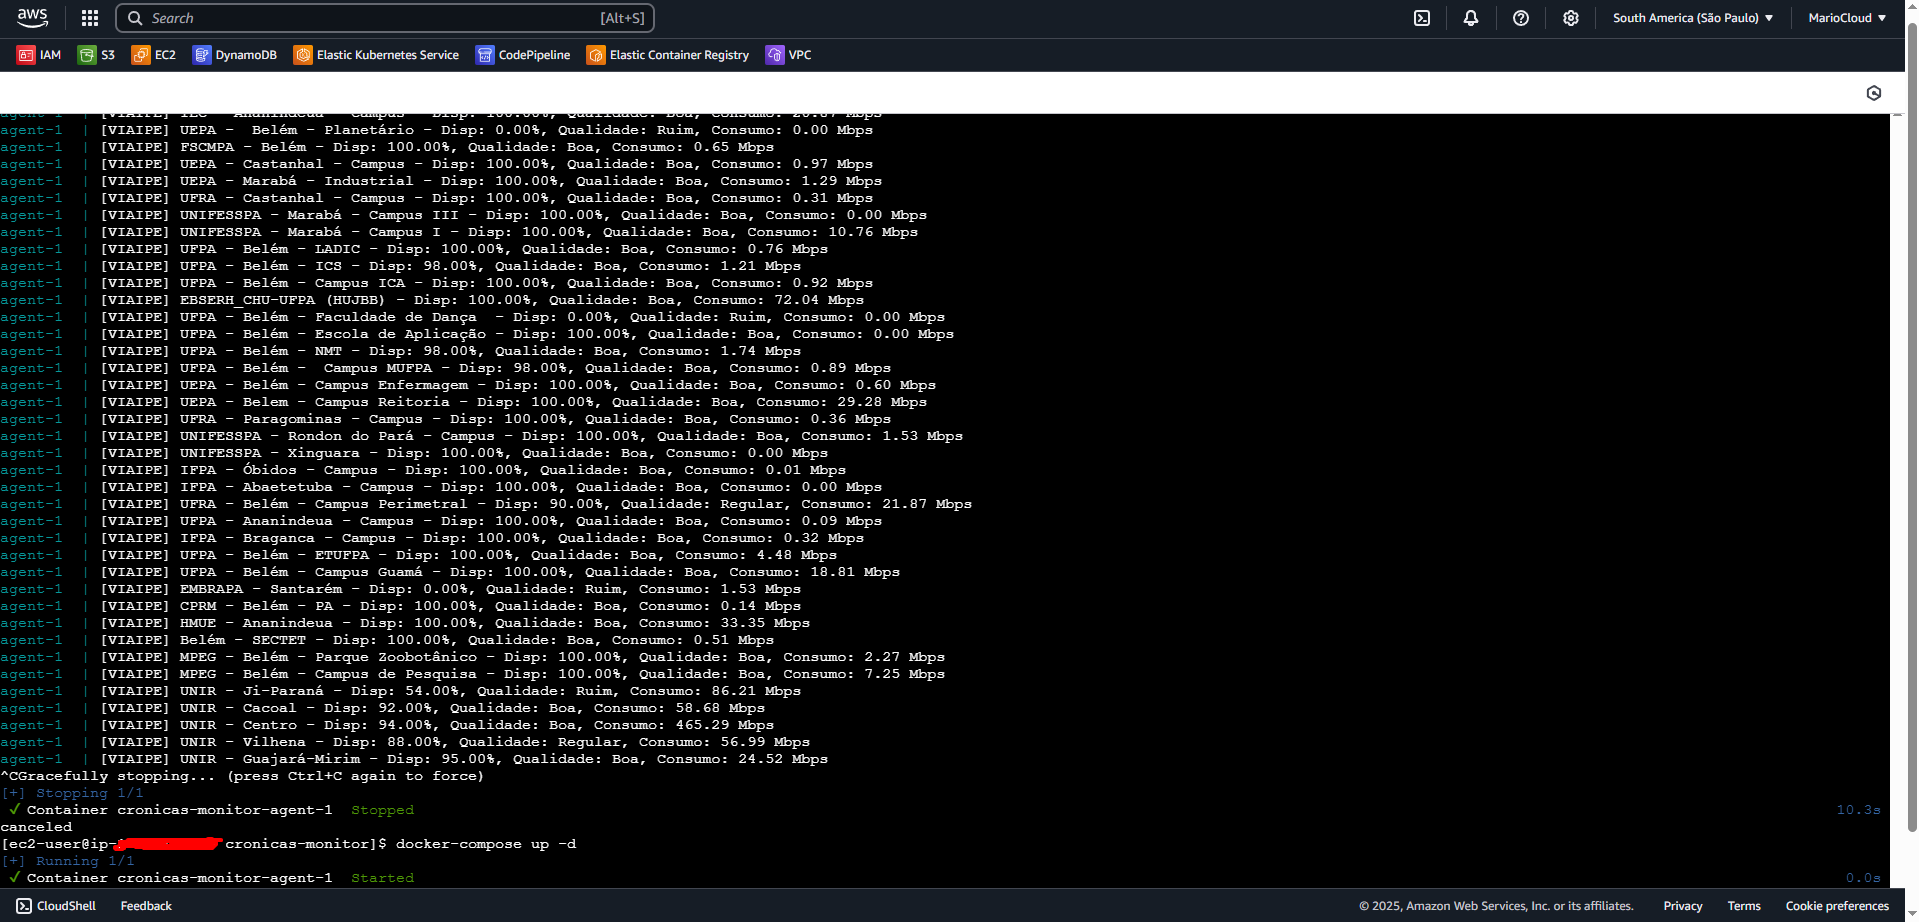 aws
Search [Alt+S]
South America (São Paulo) ▼ MarioCloud ▼
IAM S3 EC2 DynamoDB Elastic Kubernetes Service CodePipeline Elastic Container Registry VPC
agent-1 | [VIAIPE] IEC - Ananindeua - Campus - Disp: 100.00%, Qualidade: Boa, Consumo: 20.87 Mbps
agent-1 | [VIAIPE] UEPA -  Belém - Planetário - Disp: 0.00%, Qualidade: Ruim, Consumo: 0.00 Mbps
agent-1 | [VIAIPE] FSCMPA - Belém - Disp: 100.00%, Qualidade: Boa, Consumo: 0.65 Mbps
agent-1 | [VIAIPE] UEPA - Castanhal - Campus - Disp: 100.00%, Qualidade: Boa, Consumo: 0.97 Mbps
agent-1 | [VIAIPE] UEPA - Marabá - Industrial - Disp: 100.00%, Qualidade: Boa, Consumo: 1.29 Mbps
agent-1 | [VIAIPE] UFRA - Castanhal - Campus - Disp: 100.00%, Qualidade: Boa, Consumo: 0.31 Mbps
agent-1 | [VIAIPE] UNIFESSPA - Marabá - Campus III - Disp: 100.00%, Qualidade: Boa, Consumo: 0.00 Mbps
agent-1 | [VIAIPE] UNIFESSPA - Marabá - Campus I - Disp: 100.00%, Qualidade: Boa, Consumo: 10.76 Mbps
agent-1 | [VIAIPE] UFPA - Belém - LADIC - Disp: 100.00%, Qualidade: Boa, Consumo: 0.76 Mbps
agent-1 | [VIAIPE] UFPA - Belém - ICS - Disp: 98.00%, Qualidade: Boa, Consumo: 1.21 Mbps
agent-1 | [VIAIPE] UFPA - Belém - Campus ICA - Disp: 100.00%, Qualidade: Boa, Consumo: 0.92 Mbps
agent-1 | [VIAIPE] EBSERH_CHU-UFPA (HUJBB) - Disp: 100.00%, Qualidade: Boa, Consumo: 72.04 Mbps
agent-1 | [VIAIPE] UFPA - Belém - Faculdade de Dança  - Disp: 0.00%, Qualidade: Ruim, Consumo: 0.00 Mbps
agent-1 | [VIAIPE] UFPA - Belém - Escola de Aplicação - Disp: 100.00%, Qualidade: Boa, Consumo: 0.00 Mbps
agent-1 | [VIAIPE] UFPA - Belém - NMT - Disp: 98.00%, Qualidade: Boa, Consumo: 1.74 Mbps
agent-1 | [VIAIPE] UFPA - Belém -  Campus MUFPA - Disp: 98.00%, Qualidade: Boa, Consumo: 0.89 Mbps
agent-1 | [VIAIPE] UEPA - Belém - Campus Enfermagem - Disp: 100.00%, Qualidade: Boa, Consumo: 0.60 Mbps
agent-1 | [VIAIPE] UEPA - Belem - Campus Reitoria - Disp: 100.00%, Qualidade: Boa, Consumo: 29.28 Mbps
agent-1 | [VIAIPE] UFRA - Paragominas - Campus - Disp: 100.00%, Qualidade: Boa, Consumo: 0.36 Mbps
agent-1 | [VIAIPE] UNIFESSPA - Rondon do Pará - Campus - Disp: 100.00%, Qualidade: Boa, Consumo: 1.53 Mbps
agent-1 | [VIAIPE] UNIFESSPA - Xinguara - Disp: 100.00%, Qualidade: Boa, Consumo: 0.00 Mbps
agent-1 | [VIAIPE] IFPA - Óbidos - Campus - Disp: 100.00%, Qualidade: Boa, Consumo: 0.01 Mbps
agent-1 | [VIAIPE] IFPA - Abaetetuba - Campus - Disp: 100.00%, Qualidade: Boa, Consumo: 0.00 Mbps
agent-1 | [VIAIPE] UFRA - Belém - Campus Perimetral - Disp: 90.00%, Qualidade: Regular, Consumo: 21.87 Mbps
agent-1 | [VIAIPE] UFPA - Ananindeua - Campus - Disp: 100.00%, Qualidade: Boa, Consumo: 0.09 Mbps
agent-1 | [VIAIPE] IFPA - Braganca - Campus - Disp: 100.00%, Qualidade: Boa, Consumo: 0.32 Mbps
agent-1 | [VIAIPE] UFPA - Belém - ETUFPA - Disp: 100.00%, Qualidade: Boa, Consumo: 4.48 Mbps
agent-1 | [VIAIPE] UFPA - Belém - Campus Guamá - Disp: 100.00%, Qualidade: Boa, Consumo: 18.81 Mbps
agent-1 | [VIAIPE] EMBRAPA - Santarém - Disp: 0.00%, Qualidade: Ruim, Consumo: 1.53 Mbps
agent-1 | [VIAIPE] CPRM - Belém - PA - Disp: 100.00%, Qualidade: Boa, Consumo: 0.14 Mbps
agent-1 | [VIAIPE] HMUE - Ananindeua - Disp: 100.00%, Qualidade: Boa, Consumo: 33.35 Mbps
agent-1 | [VIAIPE] Belém - SECTET - Disp: 100.00%, Qualidade: Boa, Consumo: 0.51 Mbps
agent-1 | [VIAIPE] MPEG - Belém - Parque Zoobotânico - Disp: 100.00%, Qualidade: Boa, Consumo: 2.27 Mbps
agent-1 | [VIAIPE] MPEG - Belém - Campus de Pesquisa - Disp: 100.00%, Qualidade: Boa, Consumo: 7.25 Mbps
agent-1 | [VIAIPE] UNIR - Ji-Paraná - Disp: 54.00%, Qualidade: Ruim, Consumo: 86.21 Mbps
agent-1 | [VIAIPE] UNIR - Cacoal - Disp: 92.00%, Qualidade: Boa, Consumo: 58.68 Mbps
agent-1 | [VIAIPE] UNIR - Centro - Disp: 94.00%, Qualidade: Boa, Consumo: 465.29 Mbps
agent-1 | [VIAIPE] UNIR - Vilhena - Disp: 88.00%, Qualidade: Regular, Consumo: 56.99 Mbps
agent-1 | [VIAIPE] UNIR - Guajará-Mirim - Disp: 95.00%, Qualidade: Boa, Consumo: 24.52 Mbps
^CGracefully stopping... (press Ctrl+C again to force)
[+] Stopping 1/1
✓ Container cronicas-monitor-agent-1 Stopped 10.3s
canceled
[ec2-user@ip- cronicas-monitor]$ docker-compose up -d
[+] Running 1/1
✓ Container cronicas-monitor-agent-1 Started 0.0s
CloudShell Feedback © 2025, Amazon Web Services, Inc. or its affiliates. Privacy Terms Cookie preferences